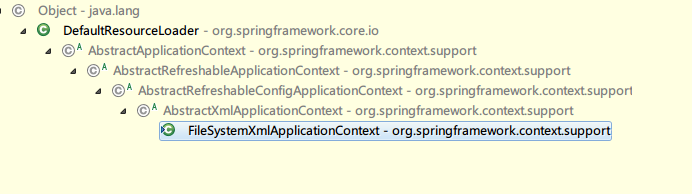 Object - java.lang
DefaultResourceLoader - org.springframework.core.io
AbstractApplicationContext - org.springframework.context.support
AbstractRefreshableApplicationContext - org.springframework.context.support
AbstractRefreshableConfigApplicationContext - org.springframework.context.support
AbstractXmlApplicationContext - org.springframework.context.support
FileSystemXmlApplicationContext - org.springframework.context.support